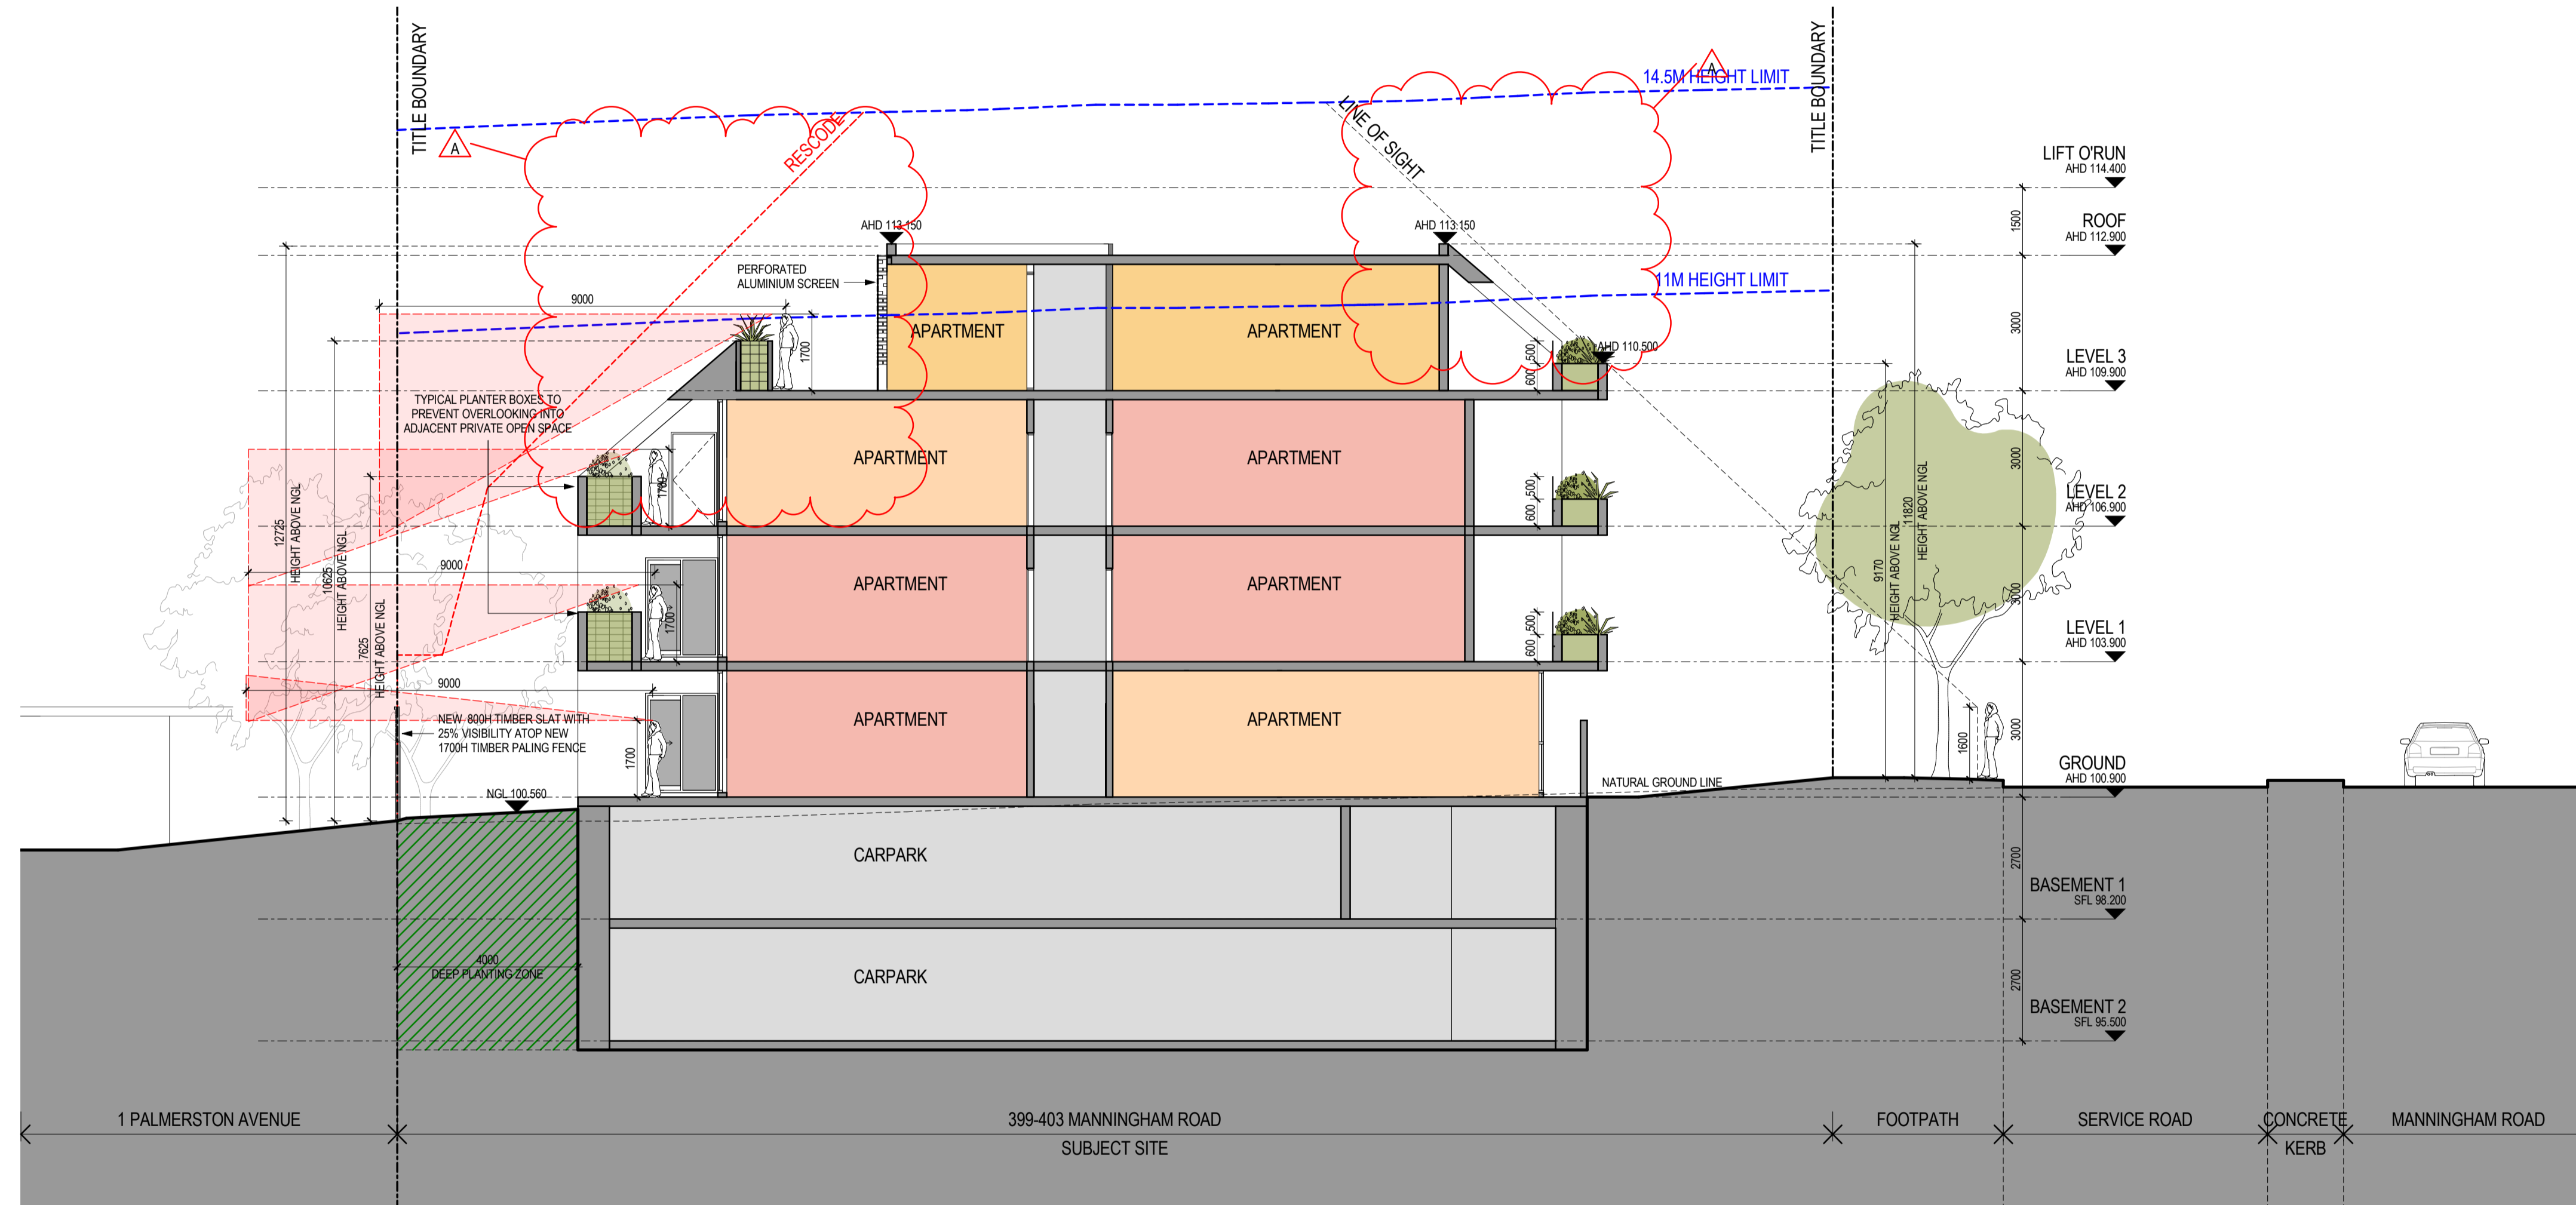 TITLE BOUNDARY
A
RESCODE
LINE OF SIGHT
14.5M HEIGHT LIMIT
A
TITLE BOUNDARY
LIFT O'RUN
AHD 114.400
1500
ROOF
AHD 112.900
AHD 113.150
AHD 113.150
PERFORATED
ALUMINIUM SCREEN
11M HEIGHT LIMIT
9000
1700
APARTMENT
APARTMENT
500
600
AHD 110.500
3000
LEVEL 3
AHD 109.900
TYPICAL PLANTER BOXES TO
PREVENT OVERLOOKING INTO
ADJACENT PRIVATE OPEN SPACE
1700
APARTMENT
APARTMENT
500
600
3000
LEVEL 2
AHD 106.900
12725
HEIGHT ABOVE NGL
10625
HEIGHT ABOVE NGL
7625
HEIGHT ABOVE NGL
9000
1700
APARTMENT
APARTMENT
500
600
9170
HEIGHT ABOVE NGL
11820
HEIGHT ABOVE NGL
3000
LEVEL 1
AHD 103.900
9000
NEW 800H TIMBER SLAT WITH
25% VISIBILITY ATOP NEW
1700H TIMBER PALING FENCE
1700
APARTMENT
APARTMENT
1600
3000
GROUND
AHD 100.900
NATURAL GROUND LINE
NGL 100.560
CARPARK
2700
BASEMENT 1
SFL 98.200
4000
DEEP PLANTING ZONE
CARPARK
2700
BASEMENT 2
SFL 95.500
1 PALMERSTON AVENUE
399-403 MANNINGHAM ROAD
SUBJECT SITE
FOOTPATH
SERVICE ROAD
CONCRETE
KERB
MANNINGHAM ROAD